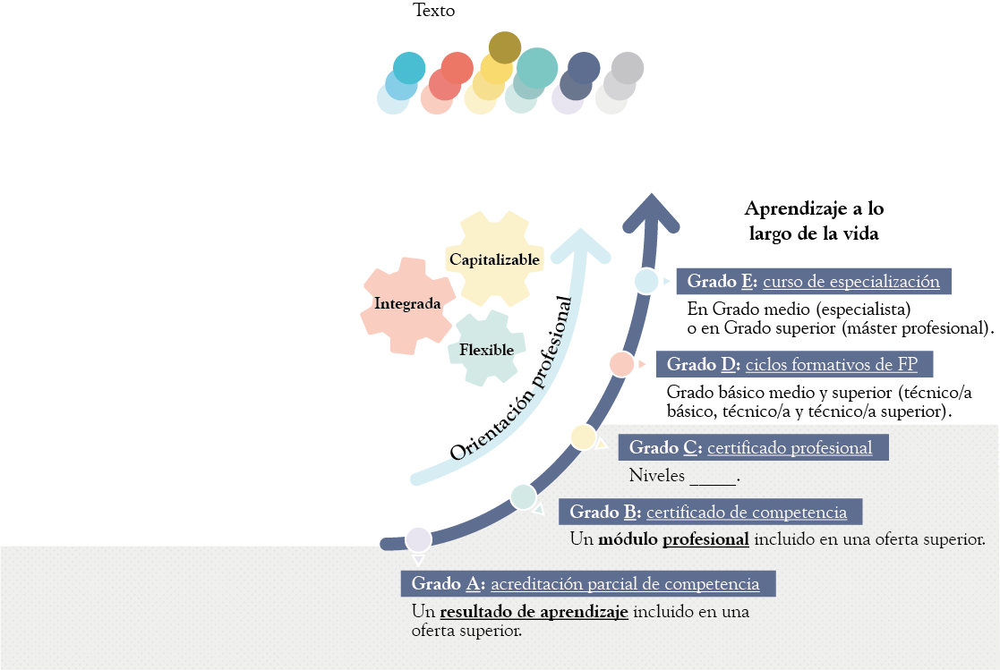 Texto
Aprendizaje a lo
largo de la vida
Capitalizable
Integrada
Flexible
Orientación profesional
Grado E: curso de especialización
En Grado medio (especialista)
o en Grado superior (máster profesional).
Grado D: ciclos formativos de FP
Grado básico medio y superior (técnico/a
básico, técnico/a y técnico/a superior).
Grado C: certificado profesional
Niveles _____.
Grado B: certificado de competencia
Un módulo profesional incluido en una oferta superior.
Grado A: acreditación parcial de competencia
Un resultado de aprendizaje incluido en una
oferta superior.